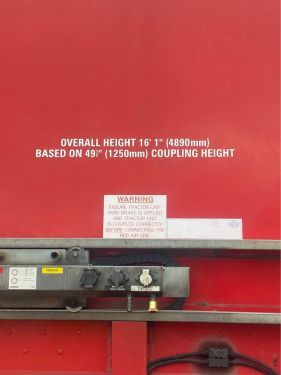 OVERALL HEIGHT 16' 1" (4890mm)
BASED ON 49¼" (1250mm) COUPLING HEIGHT
WARNING
ENSURE TRACTOR UNIT
PARK BRAKE IS APPLIED
AND TRACTOR UNIT
IS COUPLED CORRECTLY
BEFORE CONNECTING THE
RED AIR LINE